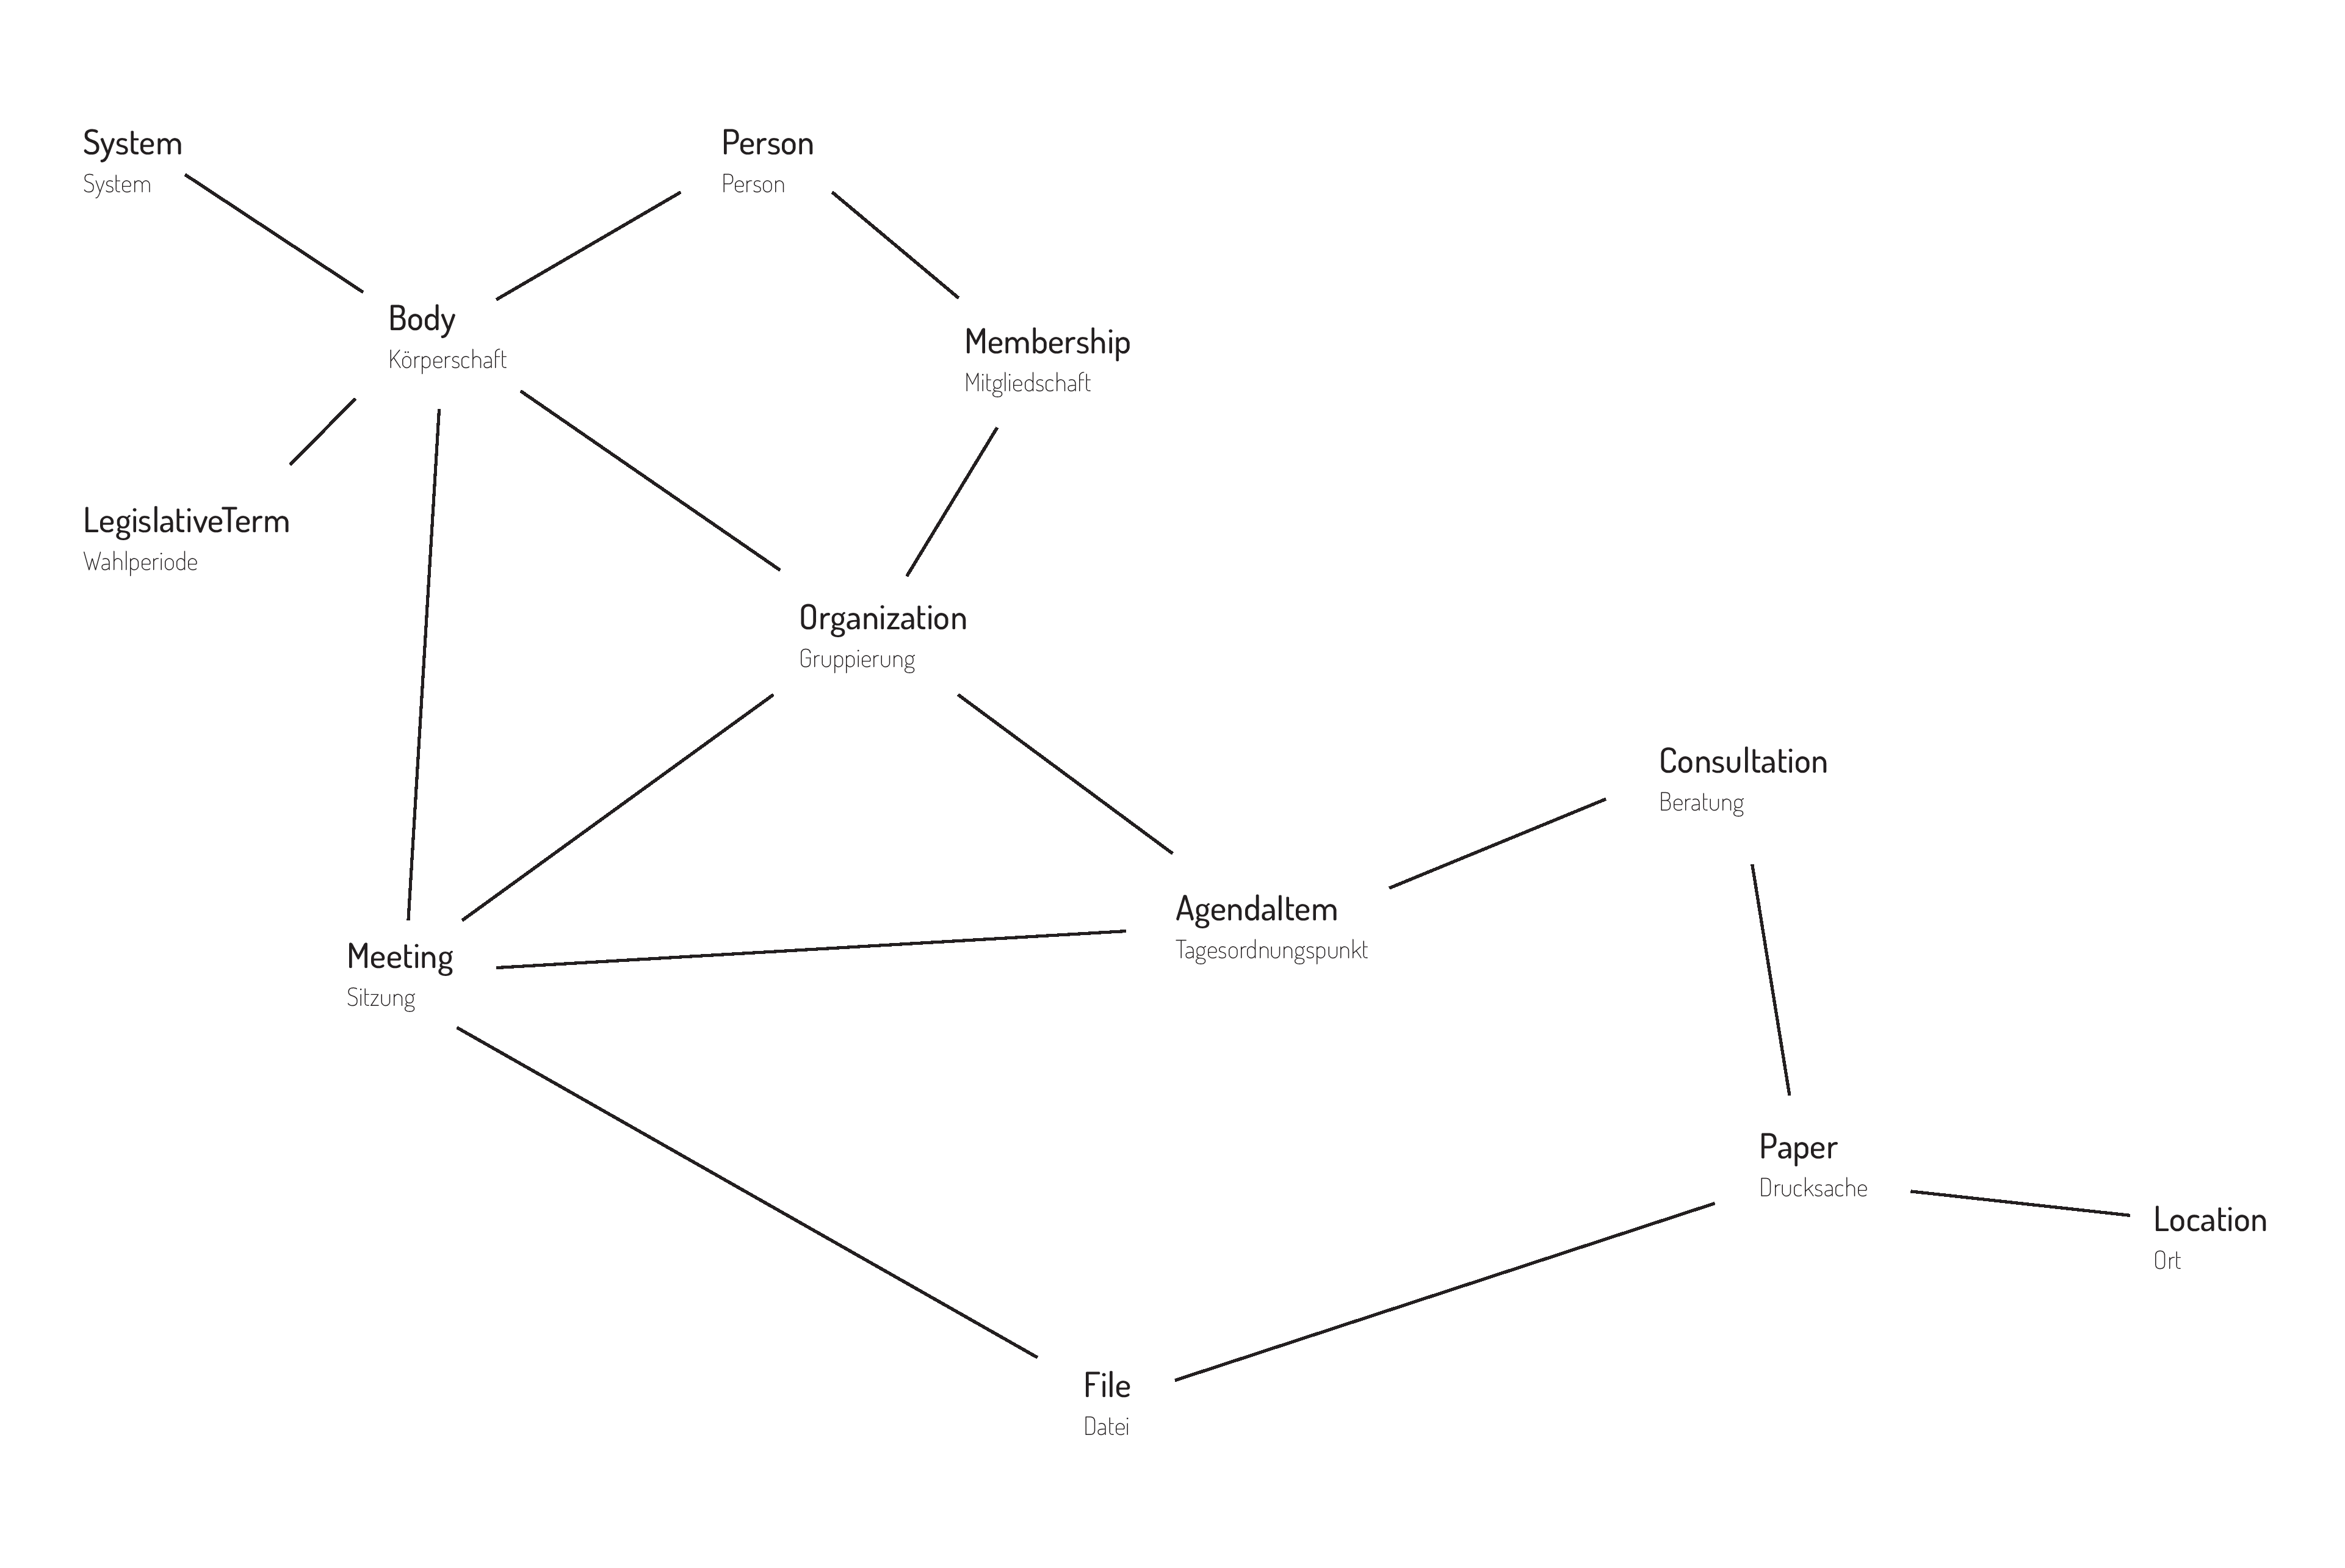 System
System
Person
Person
Body
Körperschaft
Membership
Mitgliedschaft
LegislativeTerm
Wahlperiode
Organization
Gruppierung
Consultation
Beratung
AgendaItem
Tagesordnungspunkt
Meeting
Sitzung
Paper
Drucksache
Location
Ort
File
Datei